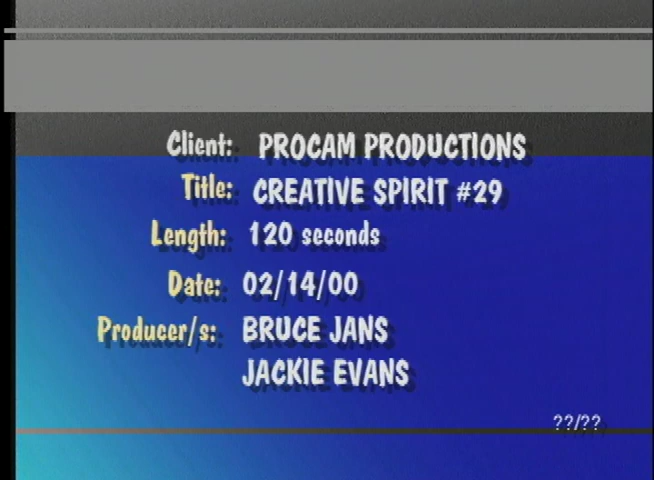 Client: PROCAM PRODUCTIONS
Title: CREATIVE SPIRIT #29
Length: 120 seconds
Date: 02/14/00
Producer/s: BRUCE JANS
JACKIE EVANS
??/??